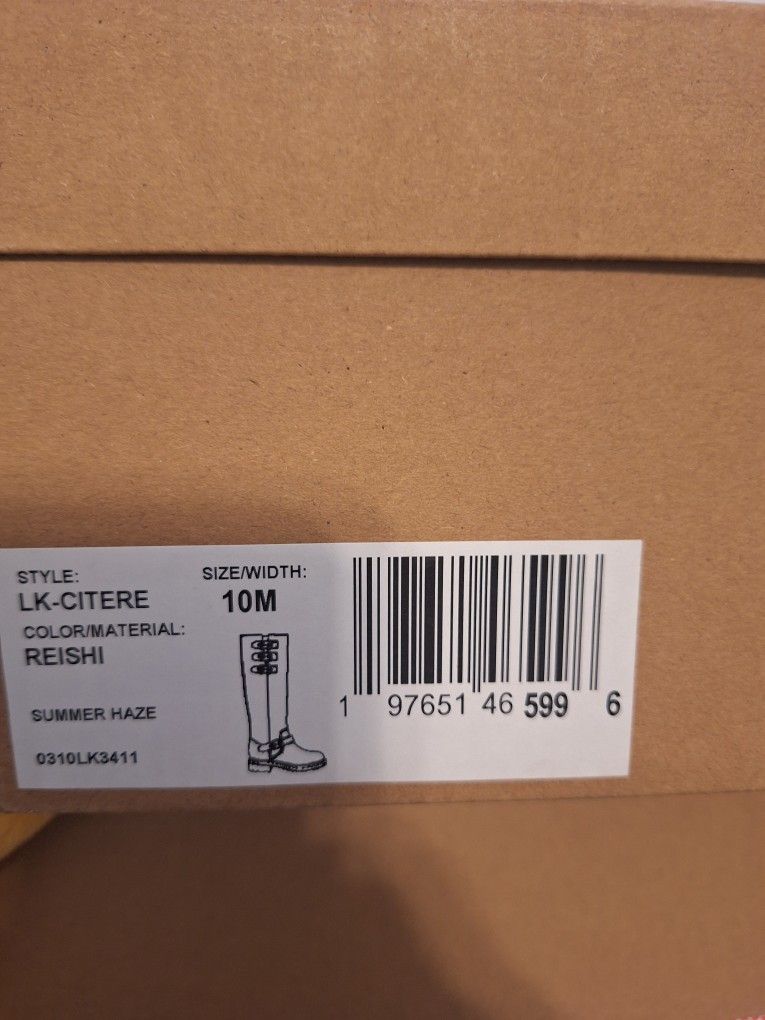 STYLE:
LK-CITERE
COLOR/MATERIAL:
REISHI
SUMMER HAZE
0310LK3411
SIZE/WIDTH:
10M
1 97651 46 599 6